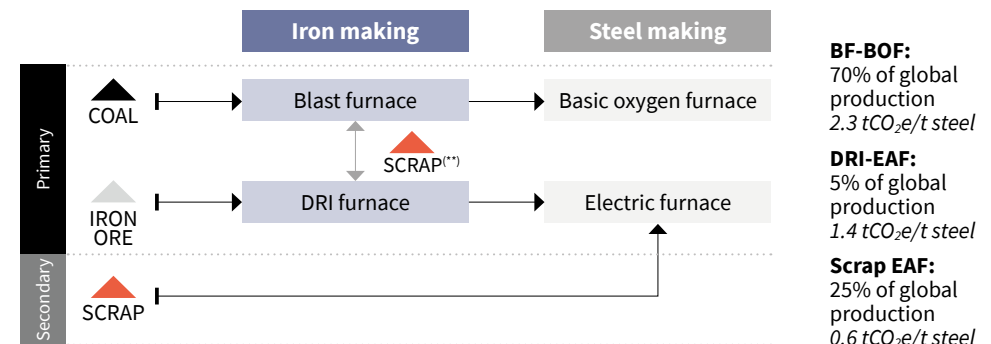 Iron making
Steel making
Primary
COAL
Blast furnace
Basic oxygen furnace
SCRAP(**)
IRON
ORE
DRI furnace
Electric furnace
Secondary
SCRAP
BF-BOF:
70% of global
production
2.3 tCO₂e/t steel
DRI-EAF:
5% of global
production
1.4 tCO₂e/t steel
Scrap EAF:
25% of global
production
0.6 tCO₂e/t steel